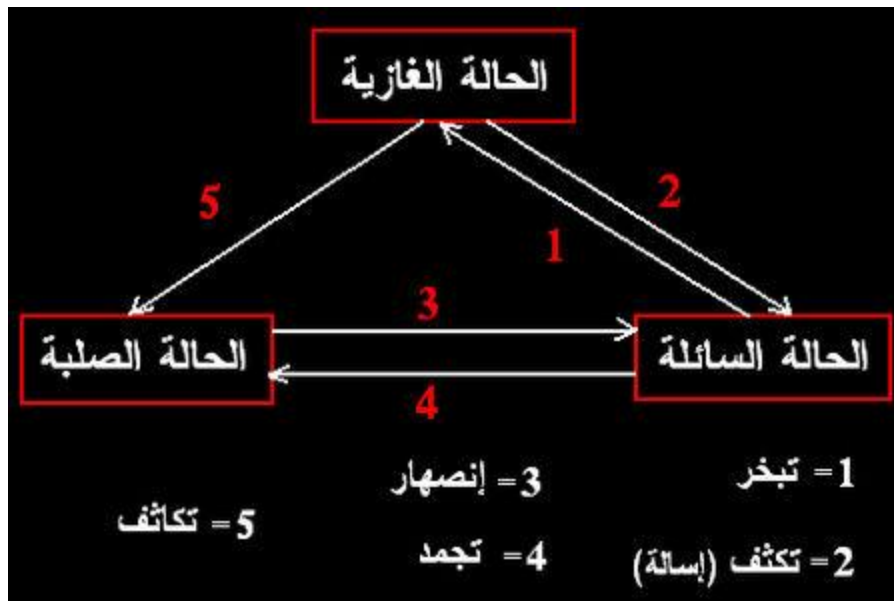 الحالة الغازية
5
2
1
3
الحالة الصلبة
الحالة السائلة
4
1= تبخر
3= إنصهار
5= تكاثف
2= تكثف (إسالة)
4= تجمد